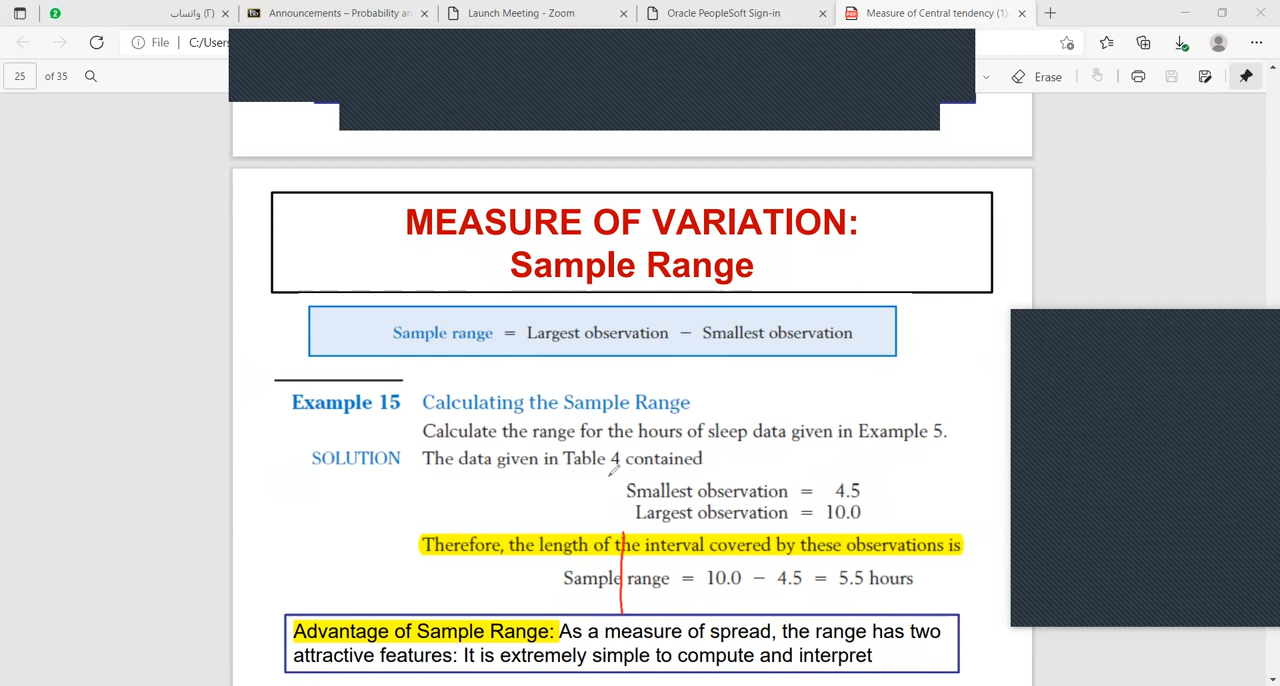 (٢) واتساب
Announcements – Probability an
Launch Meeting - Zoom
Oracle PeopleSoft Sign-in
Measure of Central tendency (1)
File
C:/Users
25
of 35
Erase
MEASURE OF VARIATION:
Sample Range
Sample range = Largest observation − Smallest observation
Example 15 Calculating the Sample Range
Calculate the range for the hours of sleep data given in Example 5.
SOLUTION The data given in Table 4 contained
Smallest observation = 4.5
Largest observation = 10.0
Therefore, the length of the interval covered by these observations is
Sample range = 10.0 − 4.5 = 5.5 hours
Advantage of Sample Range: As a measure of spread, the range has two
attractive features: It is extremely simple to compute and interpret